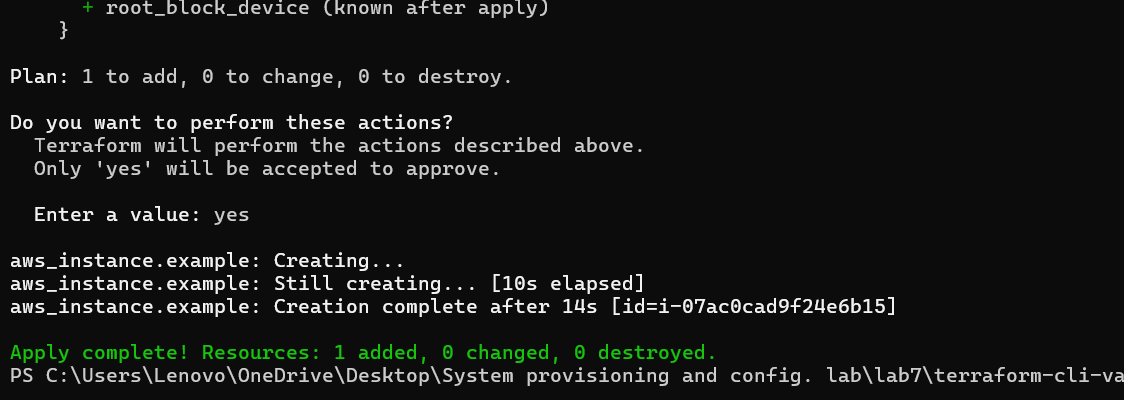 + root_block_device (known after apply)
}
Plan: 1 to add, 0 to change, 0 to destroy.
Do you want to perform these actions?
Terraform will perform the actions described above.
Only 'yes' will be accepted to approve.
Enter a value: yes
aws_instance.example: Creating...
aws_instance.example: Still creating... [10s elapsed]
aws_instance.example: Creation complete after 14s [id=i-07ac0cad9f24e6b15]
Apply complete! Resources: 1 added, 0 changed, 0 destroyed.
PS C:\Users\Lenovo\OneDrive\Desktop\System provisioning and config. lab\lab7\terraform-cli-va